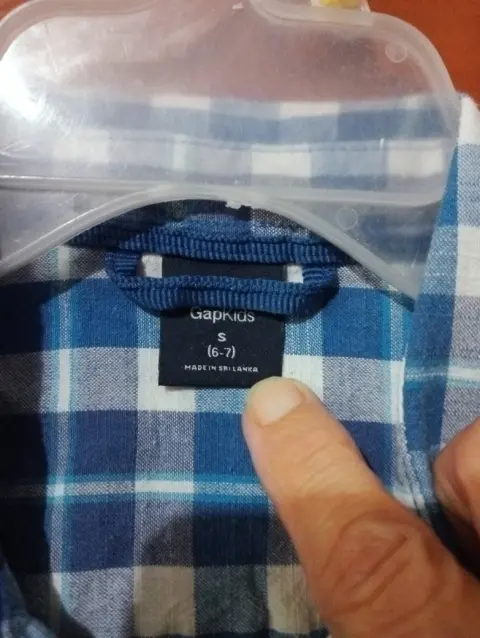 GapKids
S
(6-7)
MADE IN SRI LANKA